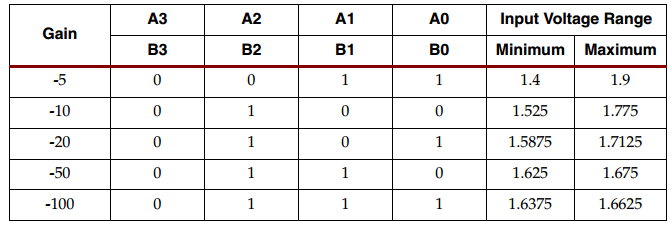 Gain A3 A2 A1 A0 Input Voltage Range
B3 B2 B1 B0 Minimum Maximum
-5 0 0 1 1 1.4 1.9
-10 0 1 0 0 1.525 1.775
-20 0 1 0 1 1.5875 1.7125
-50 0 1 1 0 1.625 1.675
-100 0 1 1 1 1.6375 1.6625